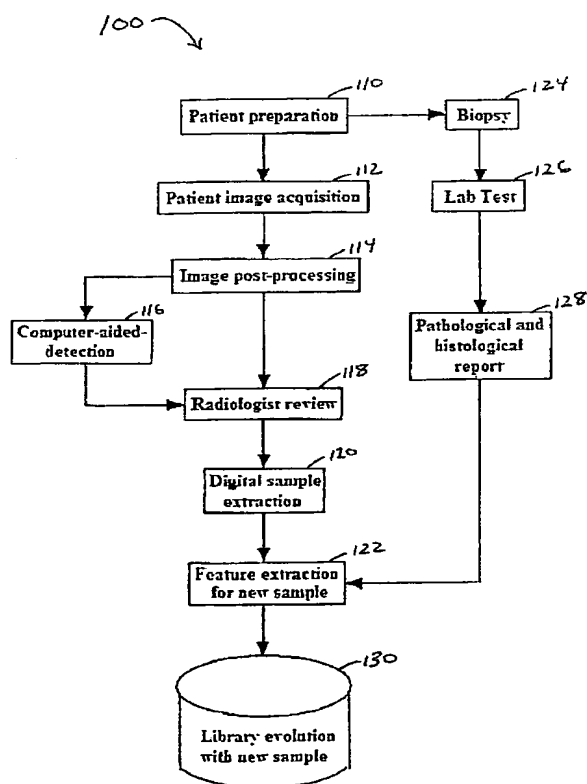 100
110
Patient preparation
124
Biopsy
112
Patient image acquisition
126
Lab Test
114
Image post-processing
116
Computer-aided-
detection
128
Pathological and
histological
report
118
Radiologist review
120
Digital sample
extraction
122
Feature extraction
for new sample
130
Library evolution
with new sample